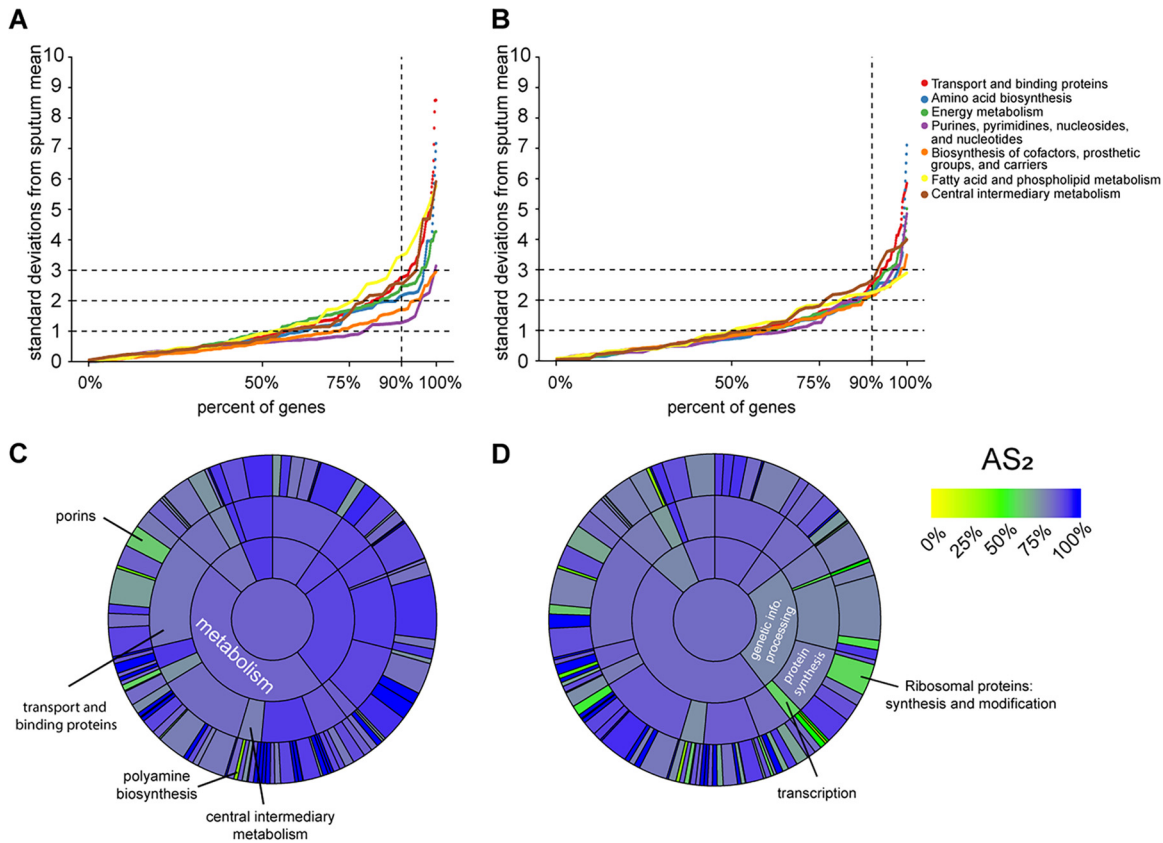 A
standard deviations from sputum mean
10
9
8
7
6
5
4
3
2
1
0
0%
50%
75%
90%
100%
percent of genes
B
standard deviations from sputum mean
10
9
8
7
6
5
4
3
2
1
0
0%
50%
75%
90%
100%
percent of genes
Transport and binding proteins
Amino acid biosynthesis
Energy metabolism
Purines, pyrimidines, nucleosides,
and nucleotides
Biosynthesis of cofactors, prosthetic
groups, and carriers
Fatty acid and phospholipid metabolism
Central intermediary metabolism
C
porins
metabolism
transport and
binding proteins
polyamine
biosynthesis
central intermediary
metabolism
D
genetic info.
processing
protein
synthesis
Ribosomal proteins:
synthesis and modification
transcription
AS₂
0%
25%
50%
75%
100%